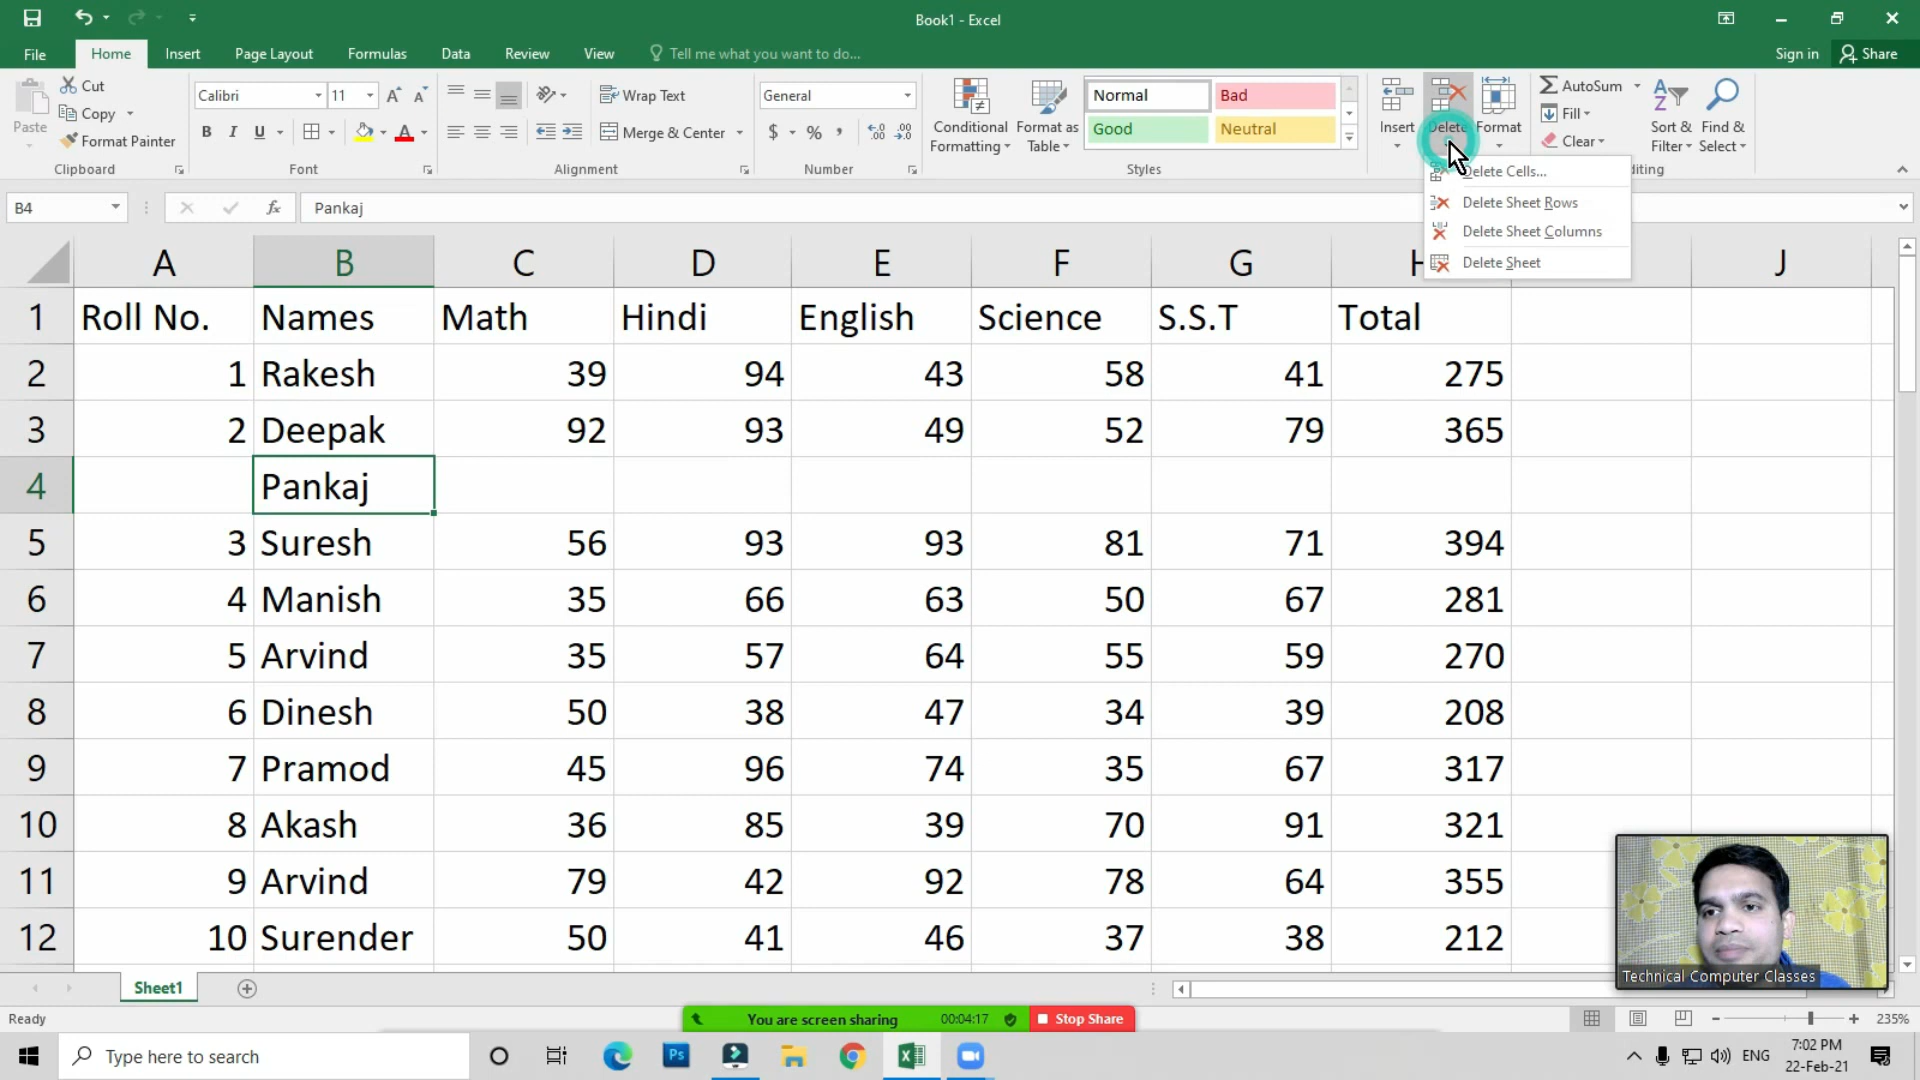 Book1 - Excel
File Home Insert Page Layout Formulas Data Review View Tell me what you want to do... Sign in Share
Paste
Cut
Copy
Format Painter
Clipboard
Calibri 11
B I U A
Font
Wrap Text
Merge & Center
Alignment
General
$ %
Number
Conditional Formatting
Format as Table
Normal Bad
Good Neutral
Styles
Insert Delete Format
AutoSum
Fill
Clear
Sort & Filter
Find & Select
Delete Cells...
Delete Sheet Rows
Delete Sheet Columns
Delete Sheet
B4 fx Pankaj
A B C D E F G H J
1 Roll No. Names Math Hindi English Science S.S.T Total
2 1 Rakesh 39 94 43 58 41 275
3 2 Deepak 92 93 49 52 79 365
4 Pankaj
5 3 Suresh 56 93 93 81 71 394
6 4 Manish 35 66 63 50 67 281
7 5 Arvind 35 57 64 55 59 270
8 6 Dinesh 50 38 47 34 39 208
9 7 Pramod 45 96 74 35 67 317
10 8 Akash 36 85 39 70 91 321
11 9 Arvind 79 42 92 78 64 355
12 10 Surender 50 41 46 37 38 212
Technical Computer Classes
Sheet1
Ready
You are screen sharing 00:04:17 Stop Share
235%
Type here to search
Ps
ENG
7:02 PM
22-Feb-21